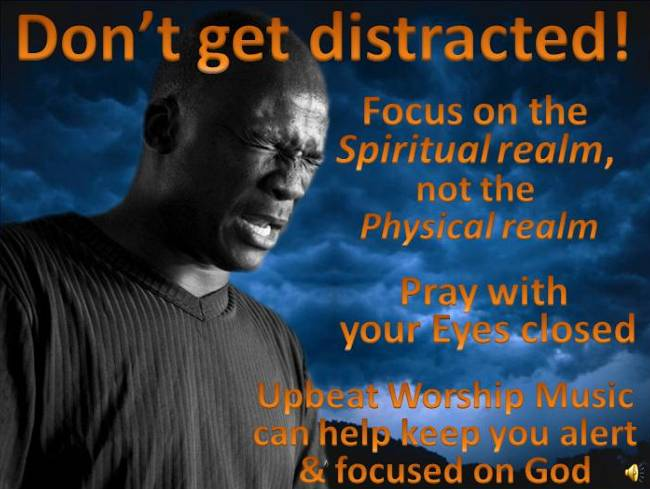 Don't get distracted!
Focus on the
Spiritual realm,
not the
Physical realm
Pray with
your Eyes closed
Upbeat Worship Music
can help keep you alert
& focused on God